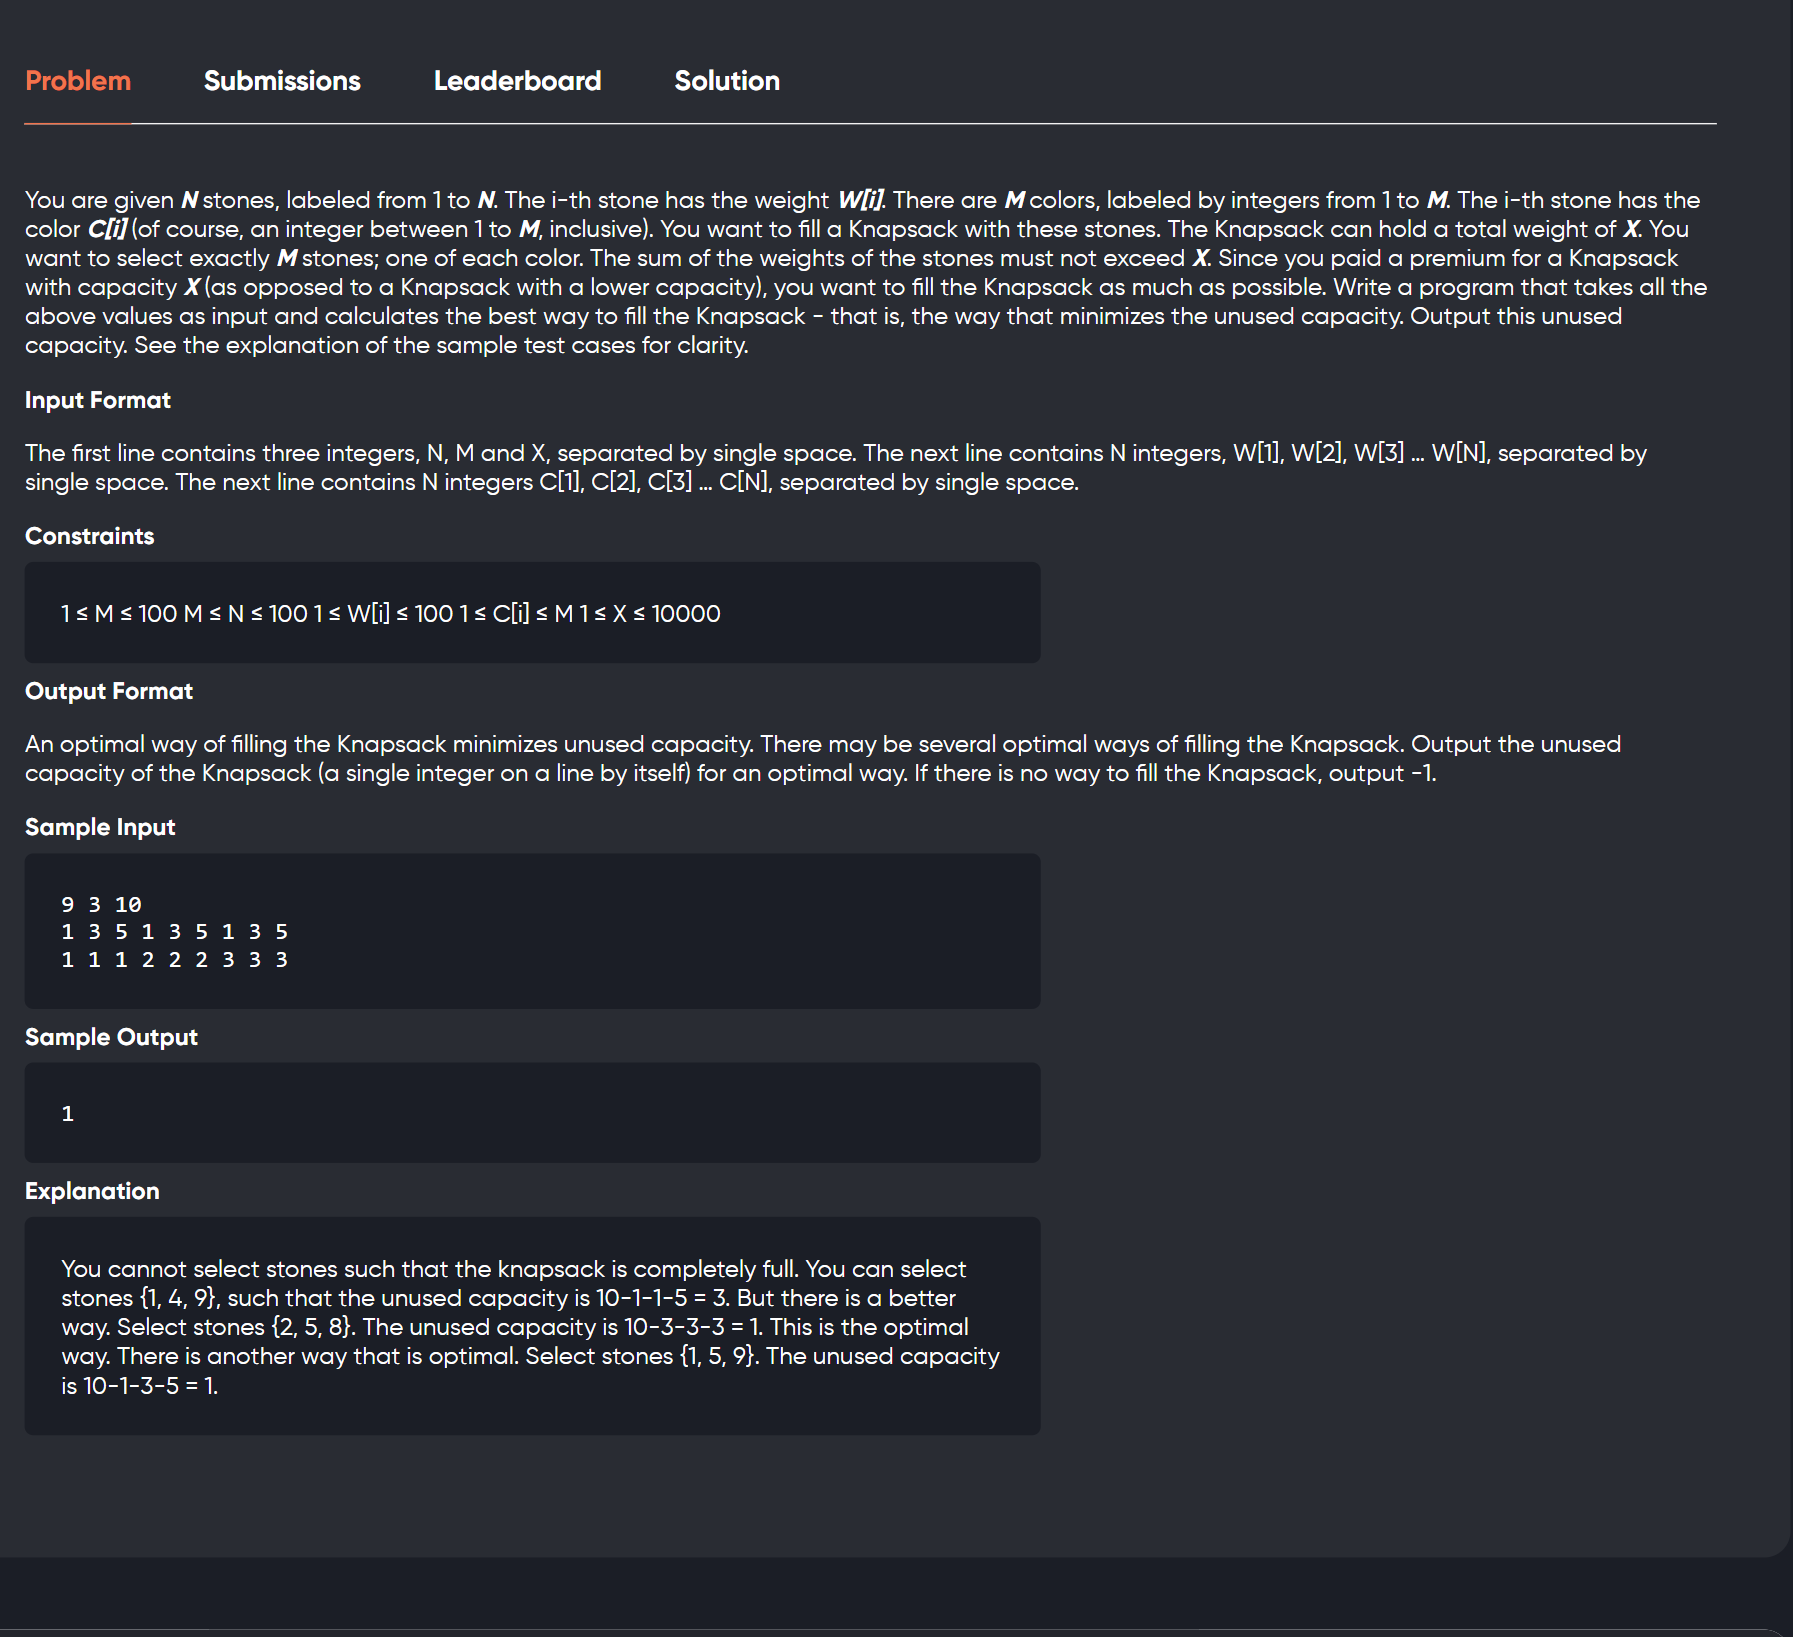 Problem Submissions Leaderboard Solution
You are given N stones, labeled from 1 to N. The i-th stone has the weight W[i]. There are M colors, labeled by integers from 1 to M. The i-th stone has the
color C[i] (of course, an integer between 1 to M, inclusive). You want to fill a Knapsack with these stones. The Knapsack can hold a total weight of X. You
want to select exactly M stones; one of each color. The sum of the weights of the stones must not exceed X. Since you paid a premium for a Knapsack
with capacity X (as opposed to a Knapsack with a lower capacity), you want to fill the Knapsack as much as possible. Write a program that takes all the
above values as input and calculates the best way to fill the Knapsack - that is, the way that minimizes the unused capacity. Output this unused
capacity. See the explanation of the sample test cases for clarity.
Input Format
The first line contains three integers, N, M and X, separated by single space. The next line contains N integers, W[1], W[2], W[3] ... W[N], separated by
single space. The next line contains N integers C[1], C[2], C[3] ... C[N], separated by single space.
Constraints
1 ≤ M ≤ 100 M ≤ N ≤ 100 1 ≤ W[i] ≤ 100 1 ≤ C[i] ≤ M 1 ≤ X ≤ 10000
Output Format
An optimal way of filling the Knapsack minimizes unused capacity. There may be several optimal ways of filling the Knapsack. Output the unused
capacity of the Knapsack (a single integer on a line by itself) for an optimal way. If there is no way to fill the Knapsack, output -1.
Sample Input
9 3 10
1 3 5 1 3 5 1 3 5
1 1 1 2 2 2 3 3 3
Sample Output
1
Explanation
You cannot select stones such that the knapsack is completely full. You can select
stones {1, 4, 9}, such that the unused capacity is 10-1-1-5 = 3. But there is a better
way. Select stones {2, 5, 8}. The unused capacity is 10-3-3-3 = 1. This is the optimal
way. There is another way that is optimal. Select stones {1, 5, 9}. The unused capacity
is 10-1-3-5 = 1.